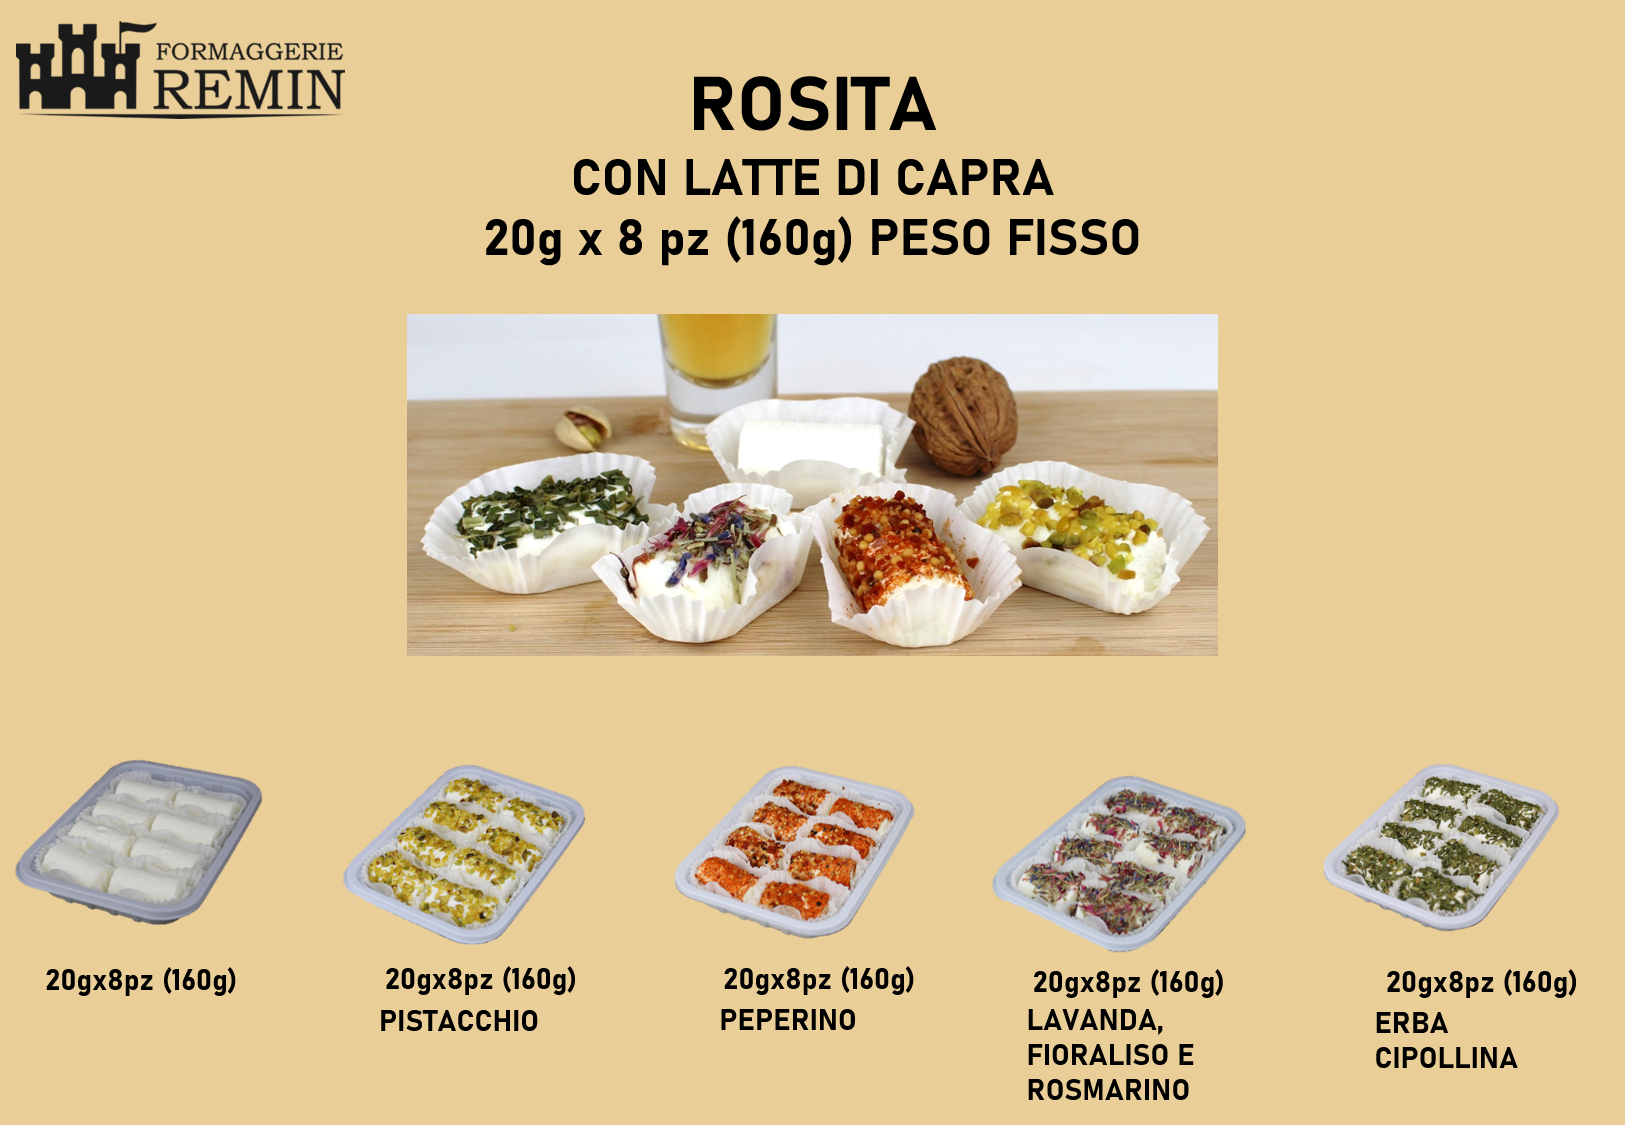 FORMAGGERIE
REMIN
ROSITA
CON LATTE DI CAPRA
20g x 8 pz (160g) PESO FISSO
20gx8pz (160g)
20gx8pz (160g)
PISTACCHIO
20gx8pz (160g)
PEPERINO
20gx8pz (160g)
LAVANDA,
FIORALISO E
ROSMARINO
20gx8pz (160g)
ERBA
CIPOLLINA